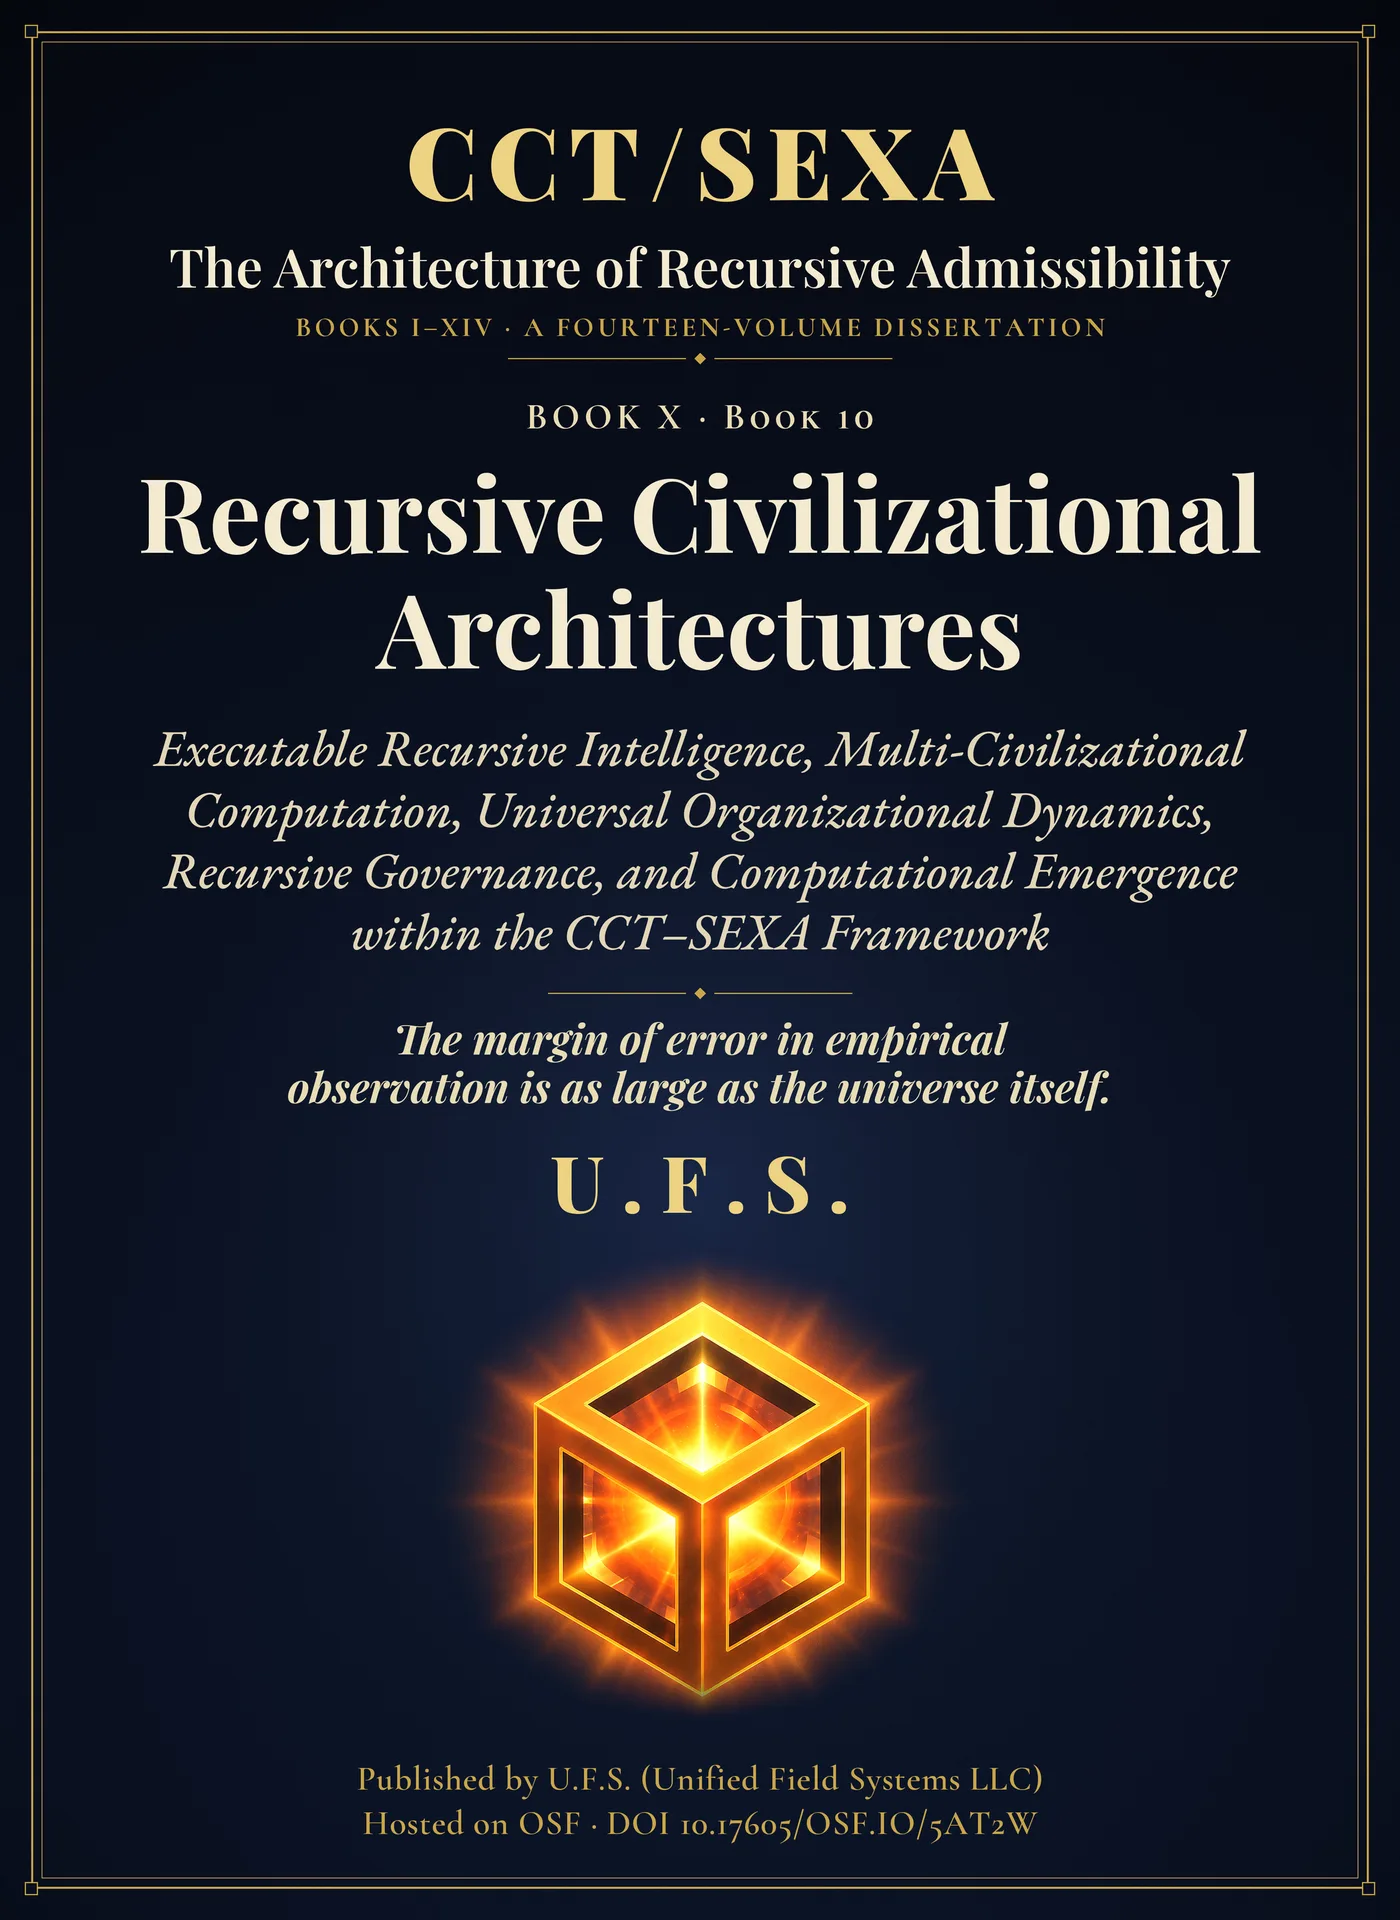 CCT/SEXA
The Architecture of Recursive Admissibility
BOOKS I–XIV · A FOURTEEN-VOLUME DISSERTATION
BOOK X · Book 10
Recursive Civilizational
Architectures
Executable Recursive Intelligence, Multi-Civilizational
Computation, Universal Organizational Dynamics,
Recursive Governance, and Computational Emergence
within the CCT–SEXA Framework
The margin of error in empirical
observation is as large as the universe itself.
U.F.S.
Published by U.F.S. (Unified Field Systems LLC)
Hosted on OSF · DOI 10.17605/OSF.IO/5AT2W